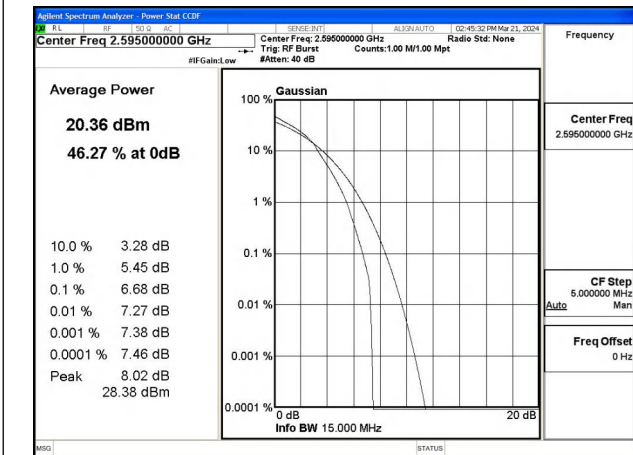 Agilent Spectrum Analyzer - Power Stat CCDF
RL RF 50 Ω AC SENSE:INT ALIGN AUTO 02:45:32 PM Mar 21, 2024
Center Freq 2.595000000 GHz
Center Freq: 2.595000000 GHz Radio Std: None
Trig: RF Burst Counts:1.00 M/1.00 Mpt
#IFGain:Low #Atten: 40 dB
Frequency
Average Power
20.36 dBm
46.27 % at 0dB
10.0 % 3.28 dB
1.0 % 5.45 dB
0.1 % 6.68 dB
0.01 % 7.27 dB
0.001 % 7.38 dB
0.0001 % 7.46 dB
Peak 8.02 dB
28.38 dBm
Gaussian
100 %
10 %
1 %
0.1 %
0.01 %
0.001 %
0.0001 %
0 dB 20 dB
Info BW 15.000 MHz
Center Freq
2.595000000 GHz
CF Step
5.000000 MHz
Auto Man
Freq Offset
0 Hz
MSG STATUS